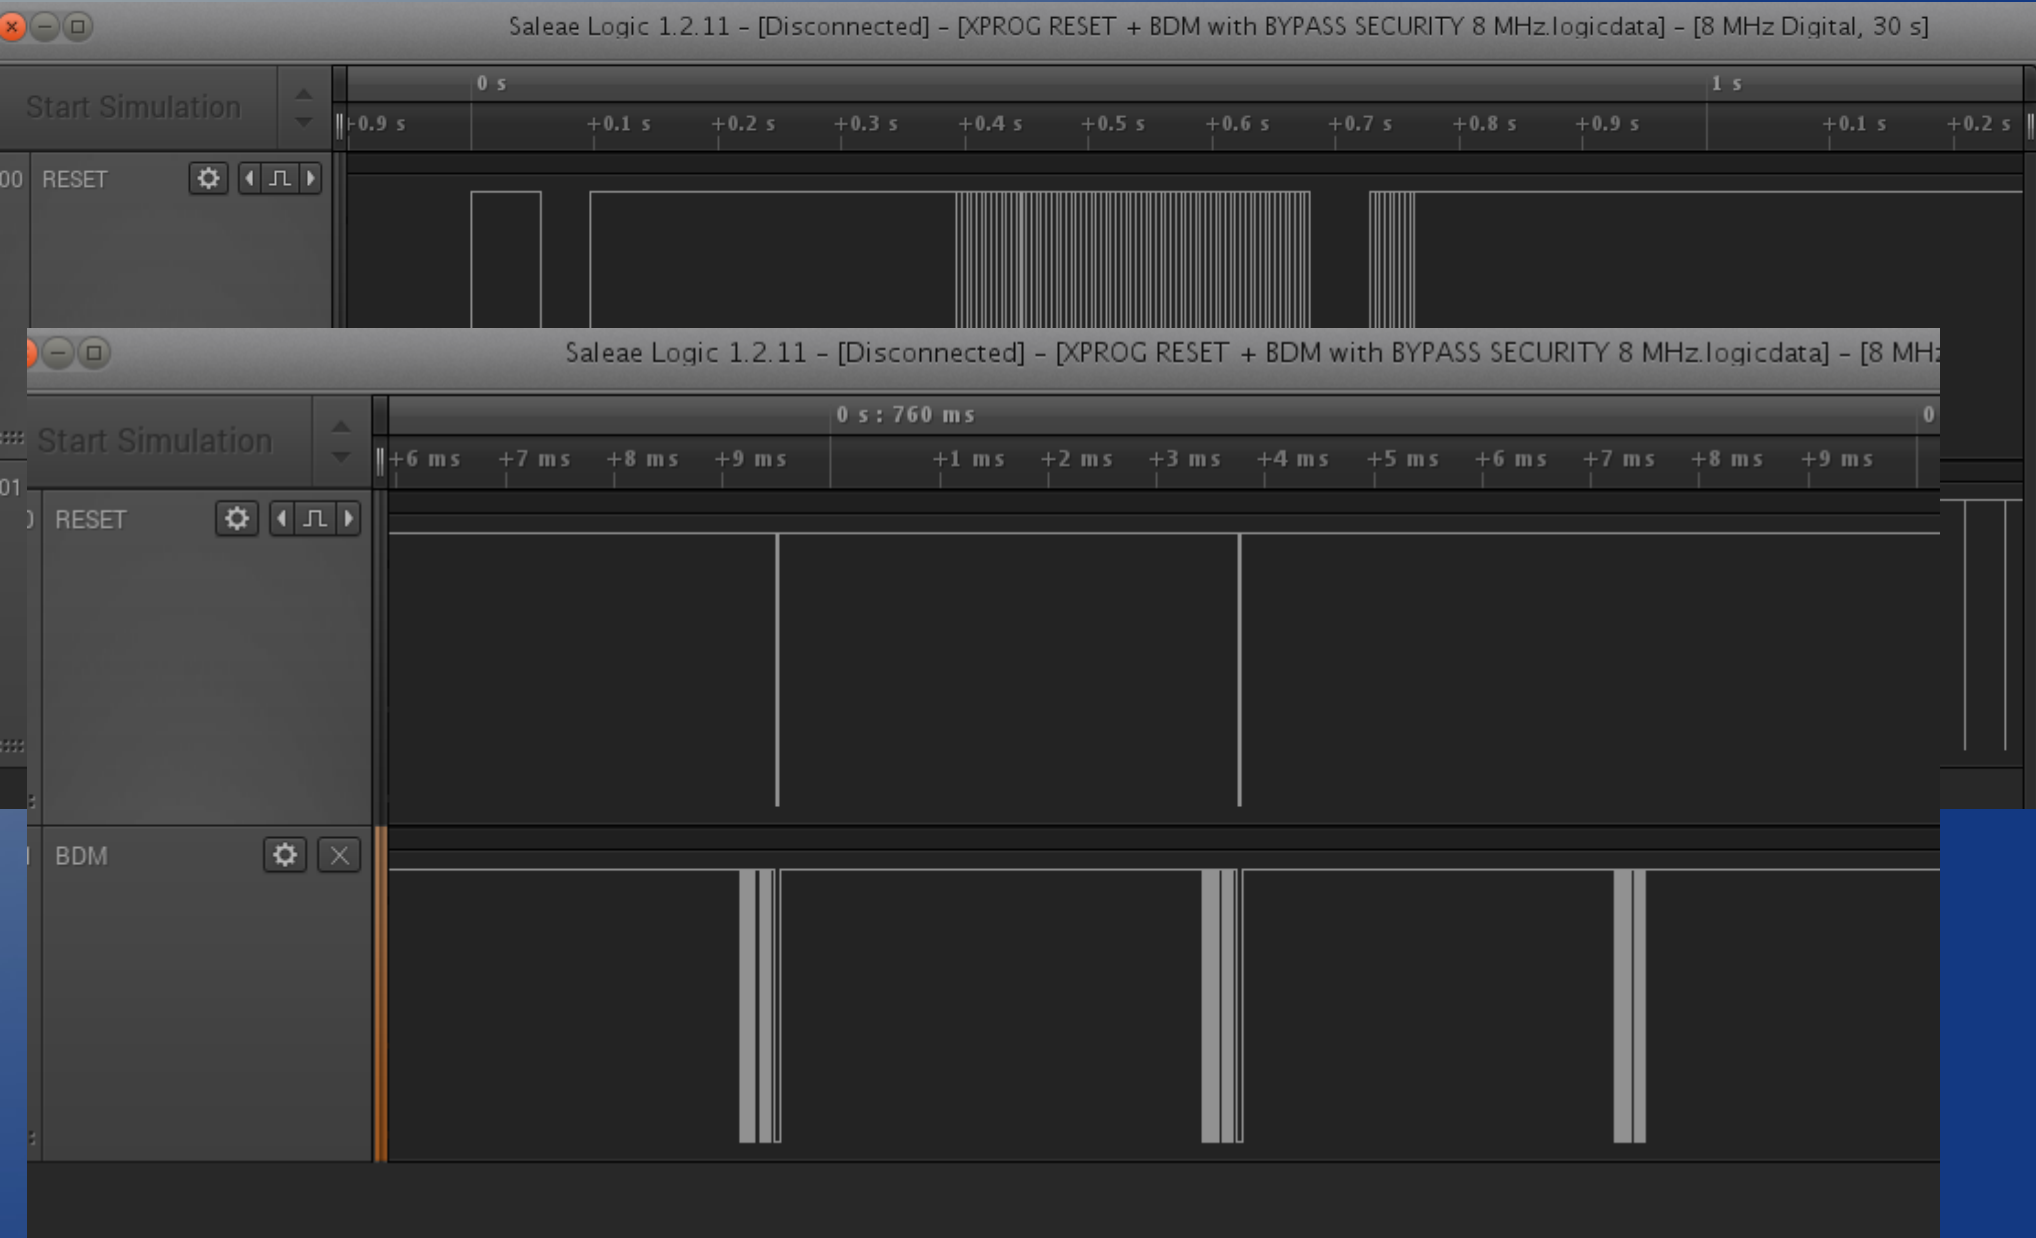 Saleae Logic 1.2.11 – [Disconnected] – [XPROG RESET + BDM with BYPASS SECURITY 8 MHz.logicdata] – [8 MHz Digital, 30 s]
Start Simulation
0 s 1 s
+0.9 s +0.1 s +0.2 s +0.3 s +0.4 s +0.5 s +0.6 s +0.7 s +0.8 s +0.9 s +0.1 s +0.2 s
00 RESET
01
Saleae Logic 1.2.11 – [Disconnected] – [XPROG RESET + BDM with BYPASS SECURITY 8 MHz.logicdata] – [8 MHz
Start Simulation
0 s : 760 ms 0
+6 ms +7 ms +8 ms +9 ms +1 ms +2 ms +3 ms +4 ms +5 ms +6 ms +7 ms +8 ms +9 ms
RESET
BDM